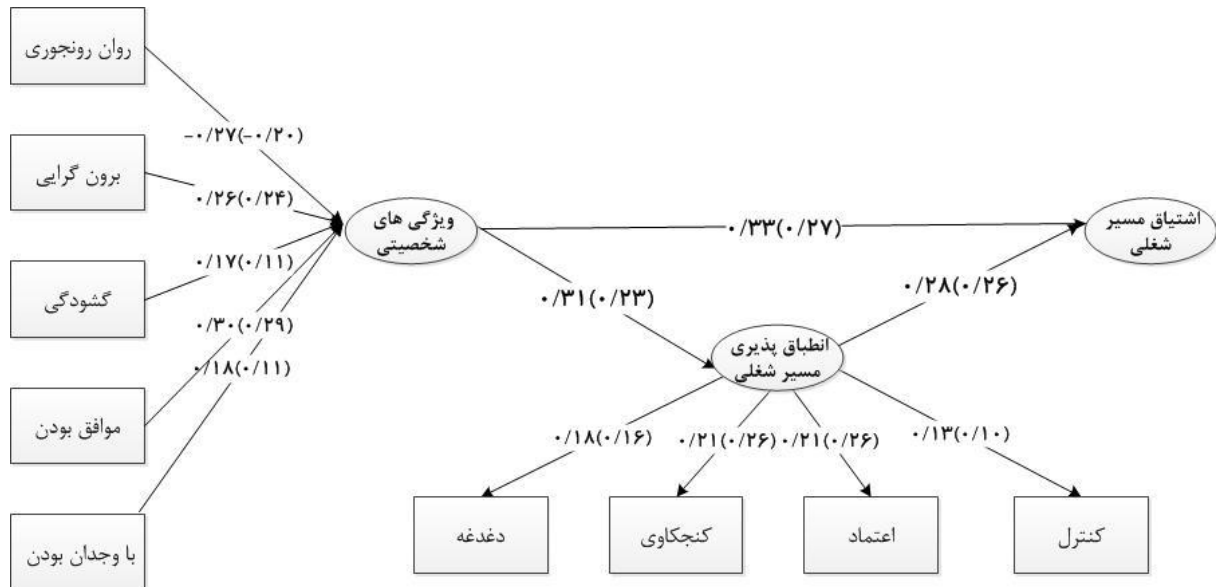 روان رونجوری
-۰/۲۷(-۰/۲۰)
برون گرایی
۰/۲۶(۰/۲۴)
ویژگی های
شخصیتی
۰/۳۳(۰/۲۷)
اشتیاق مسیر
شغلی
گشودگی
۰/۱۷(۰/۱۱)
۰/۳۱(۰/۲۳)
۰/۲۸(۰/۲۶)
۰/۳۰(۰/۲۹)
۰/۱۸(۰/۱۱)
انطباق پذیری
مسیر شغلی
موافق بودن
۰/۱۸(۰/۱۶)
۰/۲۱(۰/۲۶)
۰/۲۱(۰/۲۶)
۰/۱۳(۰/۱۰)
با وجدان بودن
دغدغه
کنجکاوی
اعتماد
کنترل